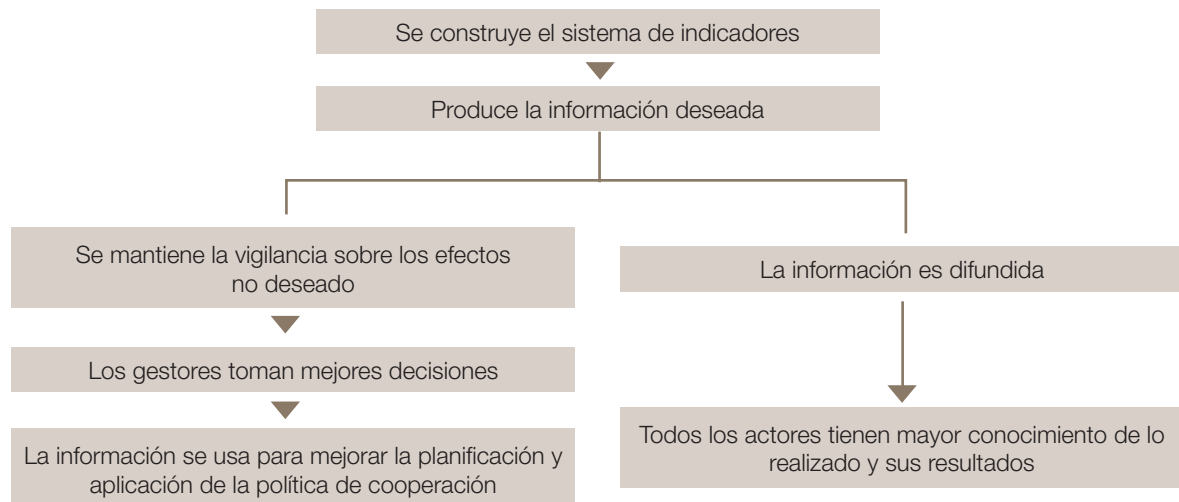 Se construye el sistema de indicadores
Produce la información deseada
Se mantiene la vigilancia sobre los efectos
no deseado
Los gestores toman mejores decisiones
La información se usa para mejorar la planificación y
aplicación de la política de cooperación
La información es difundida
Todos los actores tienen mayor conocimiento de lo
realizado y sus resultados